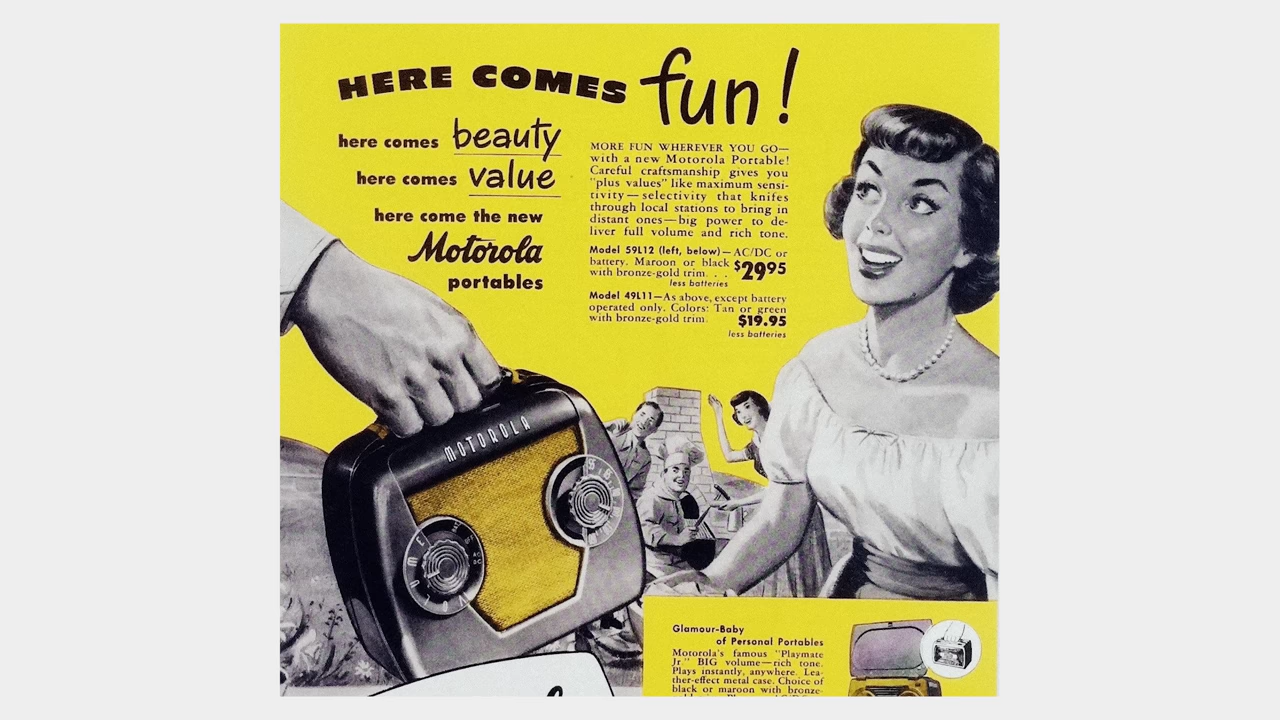 HERE COMES fun!
here comes beauty
here comes value
here come the new
Motorola
portables
MORE FUN WHEREVER YOU GO—
with a new Motorola Portable!
Careful craftsmanship gives you
"plus values" like maximum sensi-
tivity—selectivity that knifes
through local stations to bring in
distant ones—big power to de-
liver full volume and rich tone.
Model 59L12 (left, below)—AC/DC or
battery. Maroon or black
with bronze-gold trim. . . $29.95
less batteries
Model 49L11—As above, except battery
operated only. Colors: Tan or green
with bronze-gold trim. $19.95
less batteries
MOTOROLA
Glamour-Baby
of Personal Portables
Motorola's famous "Playmate
Jr." BIG volume—rich tone.
Plays instantly, anywhere. Lea-
ther-effect metal case. Choice of
black or maroon with bronze-